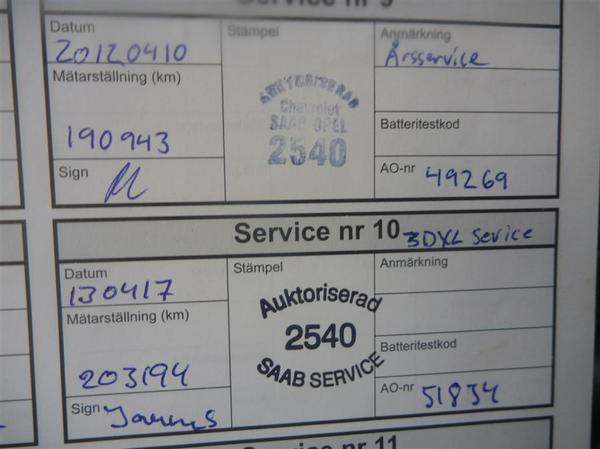 Service nr 9
Datum
20120410
Stämpel
Anmärkning
Årsservice
Mätarställning (km)
190943
AUKTORISERAD
Chevrolet
SAAB OPEL
2540
Batteritestkod
Sign
AO-nr 49269
Service nr 10 3DXL service
Datum
130417
Stämpel
Anmärkning
Mätarställning (km)
203194
Auktoriserad
2540
SAAB SERVICE
Batteritestkod
Sign
AO-nr 51834
Service nr 11